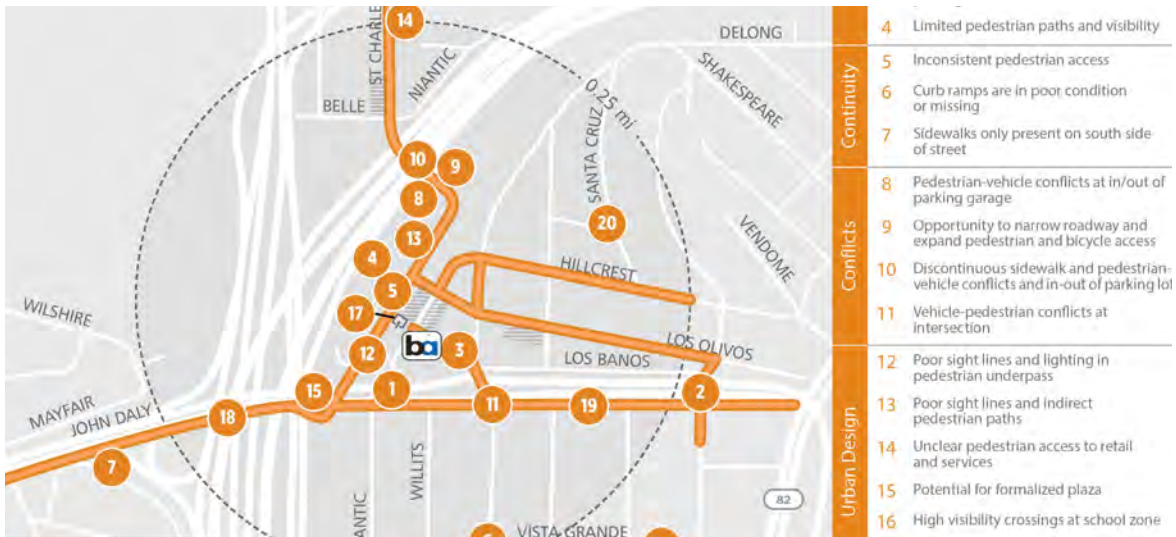 14
ST CHARLE
NIANTIC
BELLE
DELONG
SHAKESPEARE
0.25 mi
SANTA CRUZ
VENDOME
10
9
8
20
13
4
HILLCREST
5
WILSHIRE
17
ba
3
12
LOS OLIVOS
LOS BANOS
15
1
2
MAYFAIR
JOHN DALY
18
11
19
7
WILLITS
ANTIC
82
VISTA GRANDE
4 Limited pedestrian paths and visibility
Continuity
5 Inconsistent pedestrian access
6 Curb ramps are in poor condition
or missing
7 Sidewalks only present on south side
of street
Conflicts
8 Pedestrian-vehicle conflicts at in/out of
parking garage
9 Opportunity to narrow roadway and
expand pedestrian and bicycle access
10 Discontinuous sidewalk and pedestrian-
vehicle conflicts and in-out of parking lot
11 Vehicle-pedestrian conflicts at
intersection
Urban Design
12 Poor sight lines and lighting in
pedestrian underpass
13 Poor sight lines and indirect
pedestrian paths
14 Unclear pedestrian access to retail
and services
15 Potential for formalized plaza
16 High visibility crossings at school zone